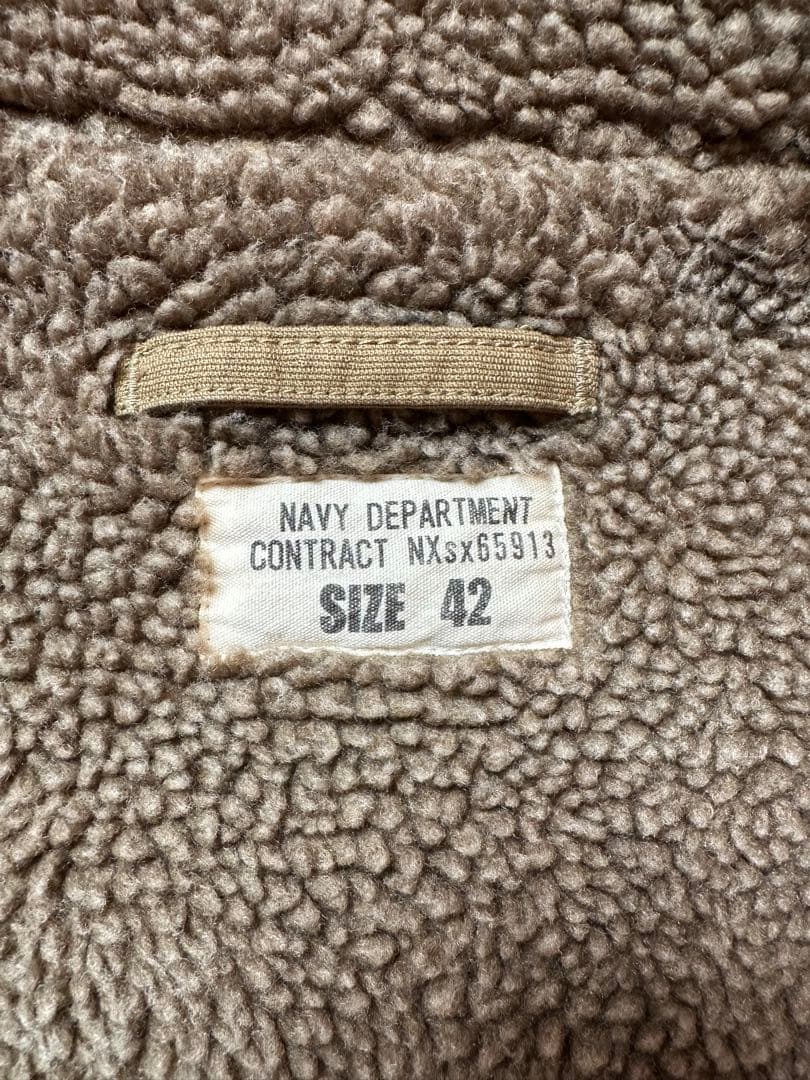 NAVY DEPARTMENT
CONTRACT NXsx65913
SIZE 42